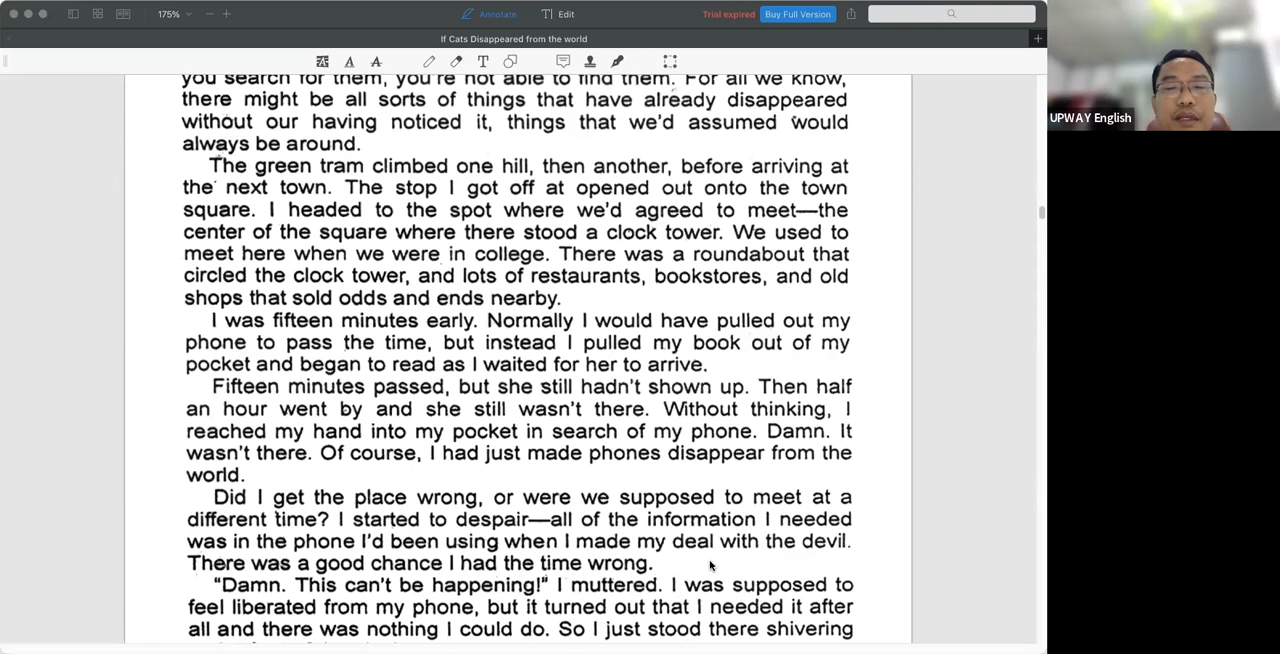 175%
Annotate
Edit
Trial expired
Buy Full Version
If Cats Disappeared from the world
you search for them, you're not able to find them. For all we know,
there might be all sorts of things that have already disappeared
without our having noticed it, things that we'd assumed would
always be around.
The green tram climbed one hill, then another, before arriving at
the next town. The stop I got off at opened out onto the town
square. I headed to the spot where we'd agreed to meet—the
center of the square where there stood a clock tower. We used to
meet here when we were in college. There was a roundabout that
circled the clock tower, and lots of restaurants, bookstores, and old
shops that sold odds and ends nearby.
I was fifteen minutes early. Normally I would have pulled out my
phone to pass the time, but instead I pulled my book out of my
pocket and began to read as I waited for her to arrive.
Fifteen minutes passed, but she still hadn't shown up. Then half
an hour went by and she still wasn't there. Without thinking, I
reached my hand into my pocket in search of my phone. Damn. It
wasn't there. Of course, I had just made phones disappear from the
world.
Did I get the place wrong, or were we supposed to meet at a
different time? I started to despair—all of the information I needed
was in the phone I'd been using when I made my deal with the devil.
There was a good chance I had the time wrong.
"Damn. This can't be happening!" I muttered. I was supposed to
feel liberated from my phone, but it turned out that I needed it after
all and there was nothing I could do. So I just stood there shivering
UPWAY English